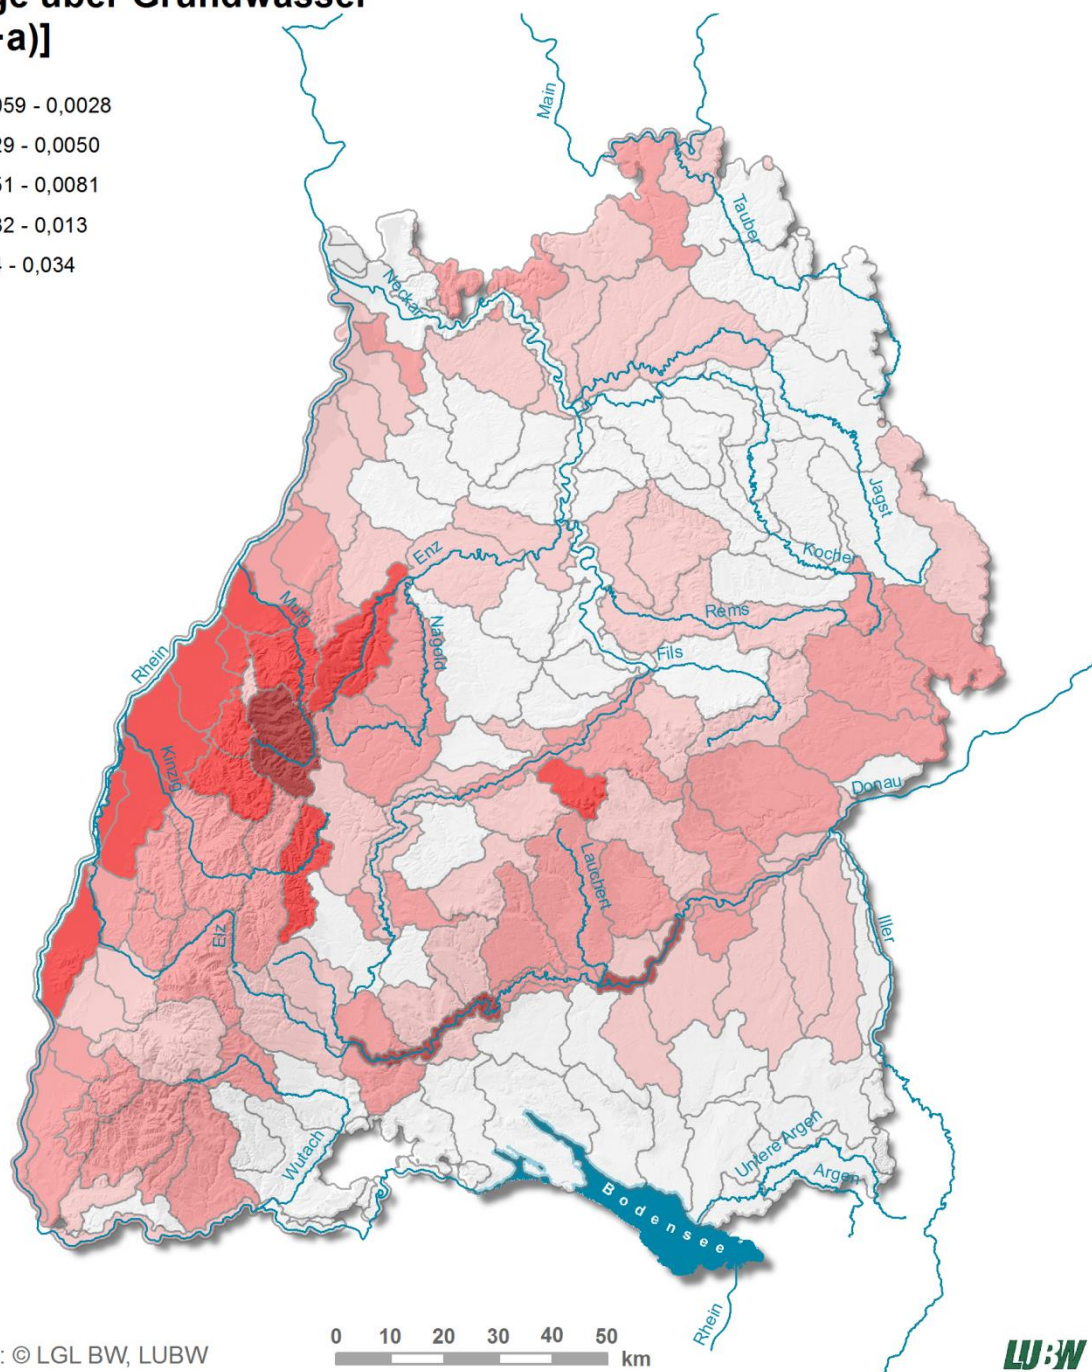 ge über Grundwasser
a)]
059 - 0,0028
29 - 0,0050
51 - 0,0081
32 - 0,013
- 0,034
Main
Tauber
Neckar
Jagst
Kocher
Enz
Murg
Nagold
Rems
Rhein
Fils
Kinzig
Donau
Lauchert
Elz
Iller
Wutach
Untere Argen
Argen
Bodensee
Rhein
0 10 20 30 40 50
km
: © LGL BW, LUBW
LUBW